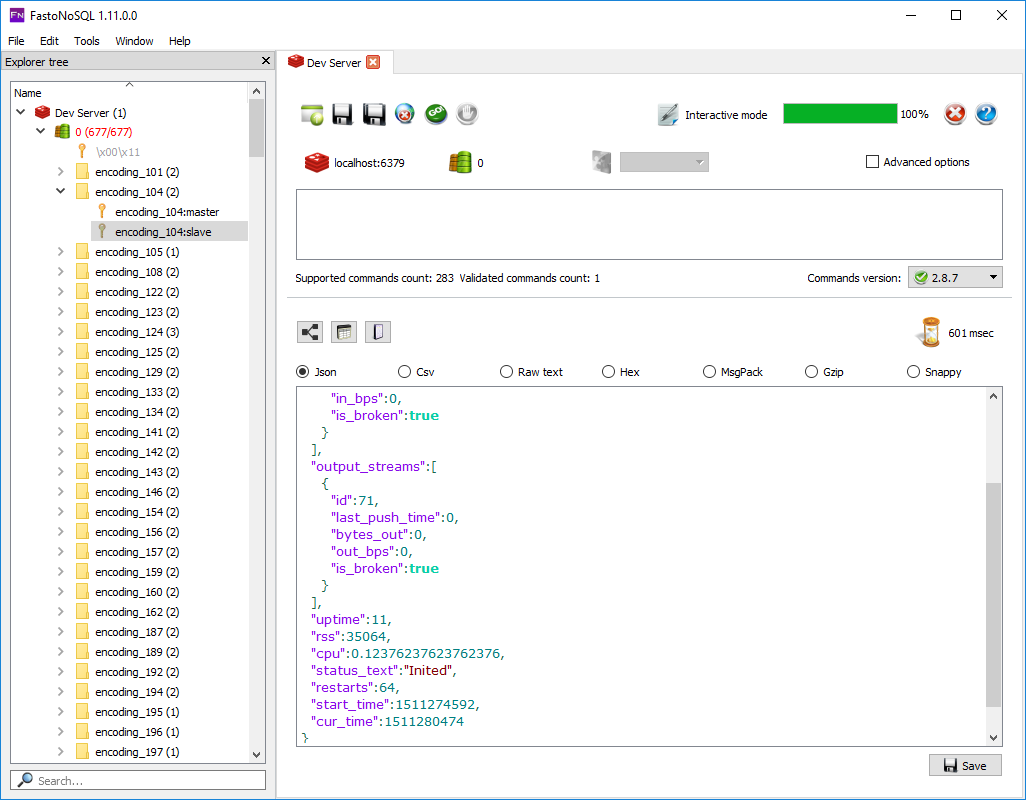 FN FastoNoSQL 1.11.0.0
File Edit Tools Window Help
Explorer tree
Name
Dev Server (1)
0 (677/677)
\x00\x11
encoding_101 (2)
encoding_104 (2)
encoding_104:master
encoding_104:slave
encoding_105 (1)
encoding_108 (2)
encoding_122 (2)
encoding_123 (2)
encoding_124 (3)
encoding_125 (2)
encoding_129 (2)
encoding_133 (2)
encoding_134 (2)
encoding_141 (2)
encoding_142 (2)
encoding_143 (2)
encoding_146 (2)
encoding_154 (2)
encoding_156 (2)
encoding_157 (2)
encoding_159 (2)
encoding_160 (2)
encoding_162 (2)
encoding_187 (2)
encoding_189 (2)
encoding_192 (2)
encoding_194 (2)
encoding_195 (1)
encoding_196 (1)
encoding_197 (1)
Search...
Dev Server
GO!
Interactive mode
100%
localhost:6379
0
Advanced options
Supported commands count: 283 Validated commands count: 1
Commands version:
2.8.7
601 msec
Json Csv Raw text Hex MsgPack Gzip Snappy
"in_bps":0,
"is_broken":true
}
],
"output_streams":[
{
"id":71,
"last_push_time":0,
"bytes_out":0,
"out_bps":0,
"is_broken":true
}
],
"uptime":11,
"rss":35064,
"cpu":0.12376237623762376,
"status_text":"Inited",
"restarts":64,
"start_time":1511274592,
"cur_time":1511280474
}
Save